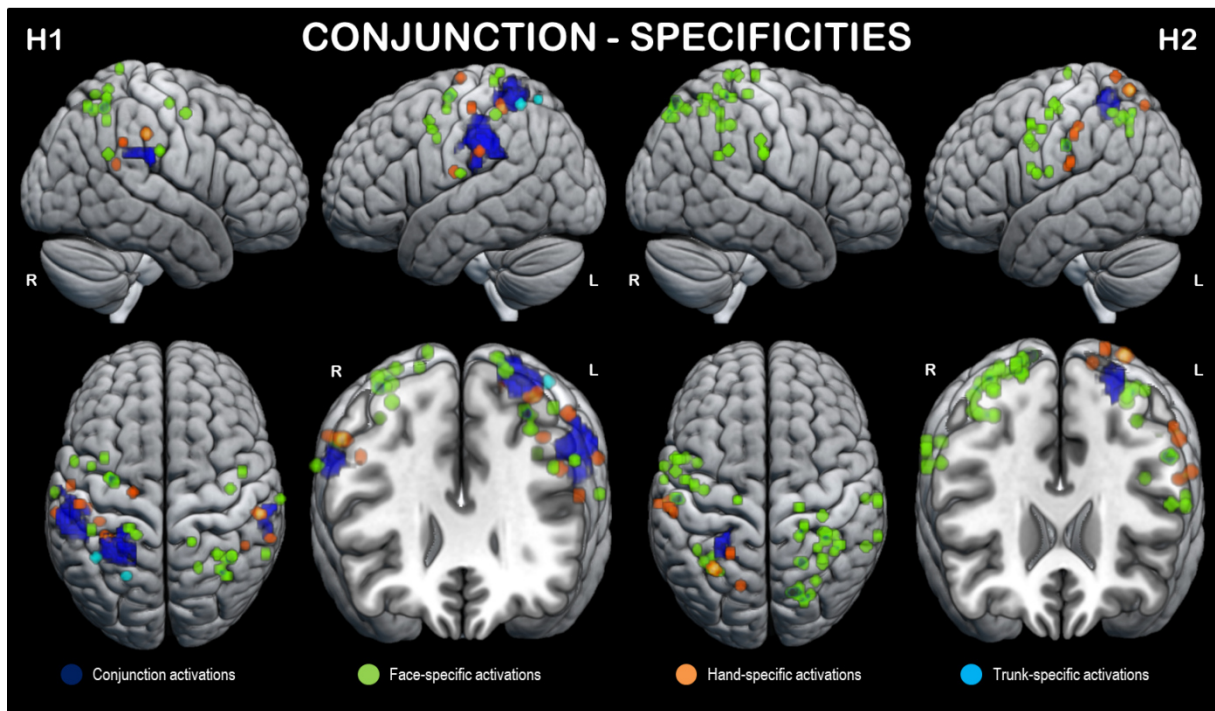 H1
CONJUNCTION - SPECIFICITIES
H2
R
L
R
L
R
L
R
L
Conjunction activations
Face-specific activations
Hand-specific activations
Trunk-specific activations